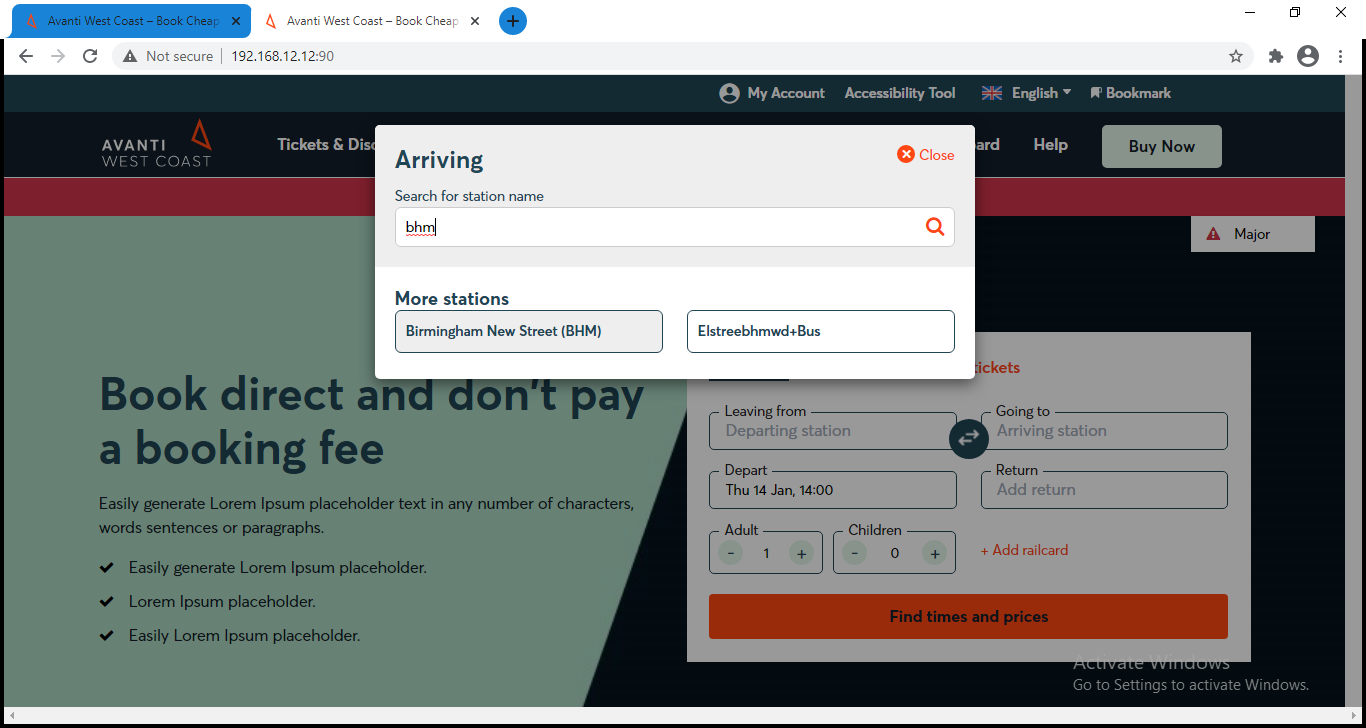 Avanti West Coast – Book Cheap
Avanti West Coast – Book Cheap
Not secure
192.168.12.12:90
My Account
Accessibility Tool
English
Bookmark
AVANTI
WEST COAST
Tickets & Disc
ard
Help
Buy Now
Arriving
Close
Search for station name
bhm
Major
More stations
Birmingham New Street (BHM)
Elstreebhmwd+Bus
tickets
Book direct and don't pay
a booking fee
Easily generate Lorem Ipsum placeholder text in any number of characters,
words sentences or paragraphs.
Easily generate Lorem Ipsum placeholder.
Lorem Ipsum placeholder.
Easily Lorem Ipsum placeholder.
Leaving from
Departing station
Going to
Arriving station
Depart
Thu 14 Jan, 14:00
Return
Add return
Adult
- 1 +
Children
- 0 +
+ Add railcard
Find times and prices
Activate Windows
Go to Settings to activate Windows.